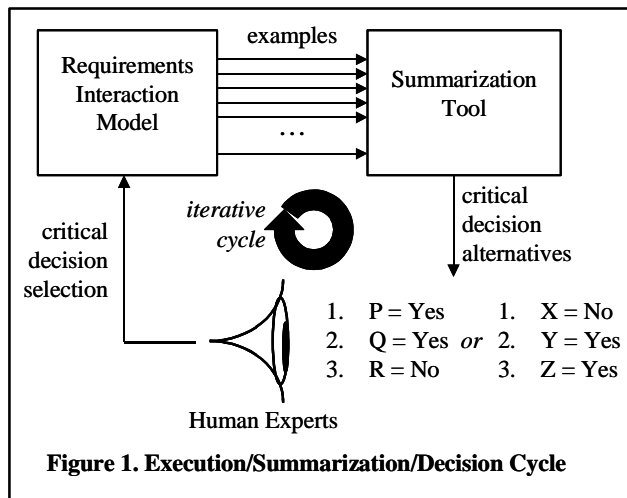 examples
Requirements
Interaction
Model
Summarization
Tool
…
iterative
cycle
critical
decision
selection
critical
decision
alternatives
1. P = Yes 1. X = No
2. Q = Yes or 2. Y = Yes
3. R = No 3. Z = Yes
Human Experts
Figure 1. Execution/Summarization/Decision Cycle